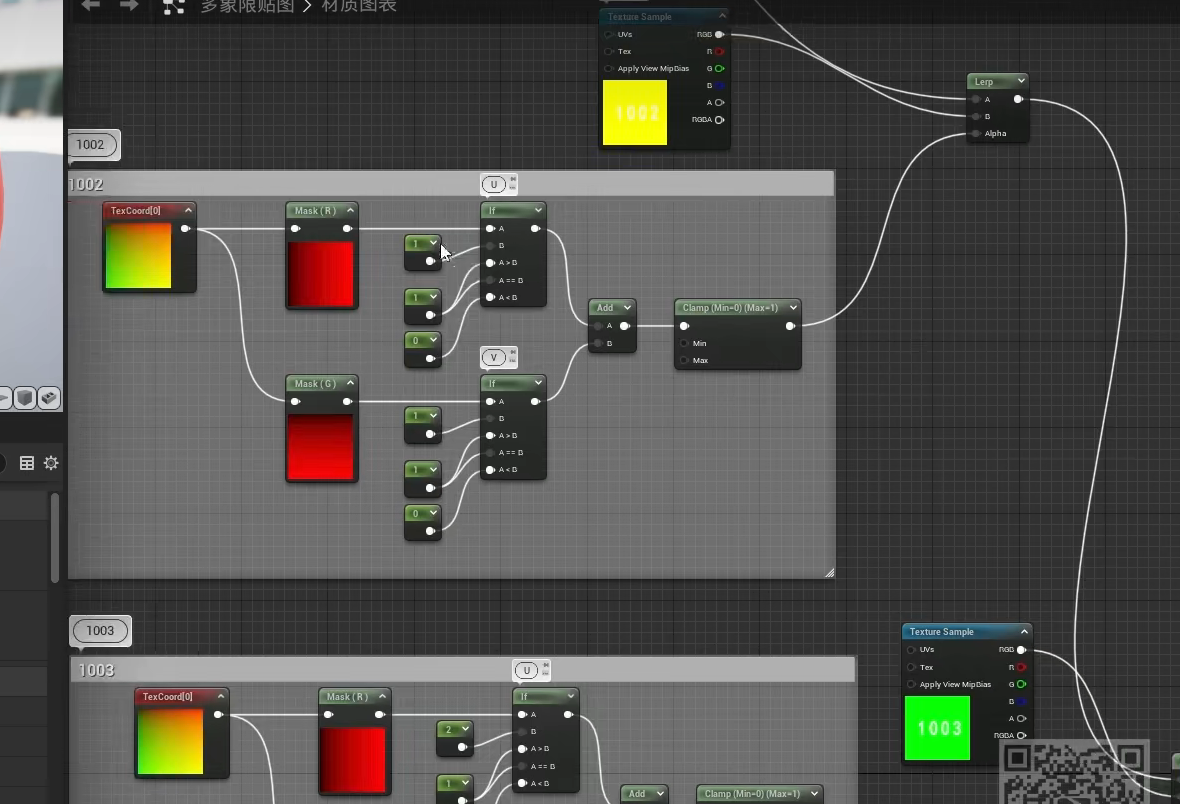 多象限贴图 > 材质图表
Texture Sample
UVs RGB
Tex R
Apply View MipBias G
B
A
RGBA
1002
Lerp
A
B
Alpha
1002
1002
U
TexCoord[0]
Mask ( R )
If
A
B
A > B
A == B
A < B
1
1
0
Add
A
B
Clamp (Min=0) (Max=1)
Min
Max
V
Mask ( G )
If
A
B
A > B
A == B
A < B
1
1
0
1003
1003
U
TexCoord[0]
Mask ( R )
If
A
B
A > B
A == B
A < B
2
1
Add
Clamp (Min=0) (Max=1)
Texture Sample
UVs RGB
Tex R
Apply View MipBias G
B
A
RGBA
1003